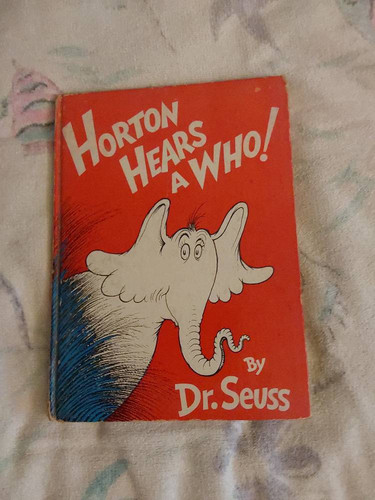 HORTON
HEARS
A WHO!
By
Dr. Seuss